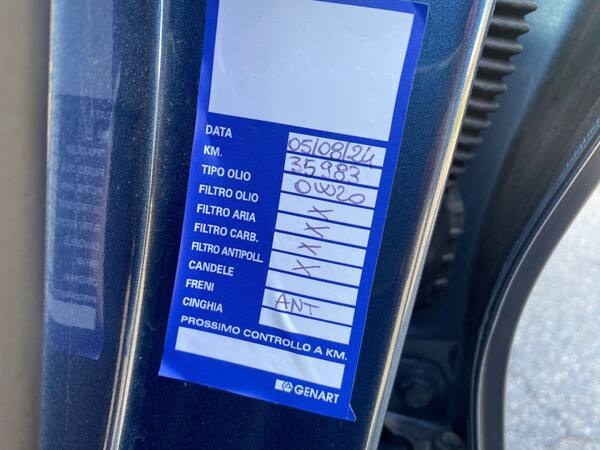 DATA 05/08/24
KM. 35983
TIPO OLIO 0W20
FILTRO OLIO X
FILTRO ARIA X
FILTRO CARB. X
FILTRO ANTIPOLL. X
CANDELE
FRENI ANT
CINGHIA
PROSSIMO CONTROLLO A KM.
GENART